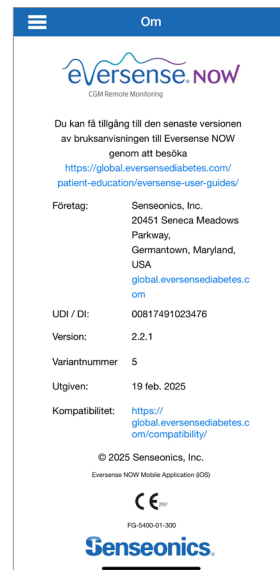 Om
eversense® NOW
CGM Remote Monitoring
Du kan få tillgång till den senaste versionen
av bruksanvisningen till Eversense NOW
genom att besöka
https://global.eversensediabetes.com/
patient-education/eversense-user-guides/
Företag: Senseonics, Inc.
20451 Seneca Meadows
Parkway,
Germantown, Maryland,
USA
global.eversensediabetes.c
om
UDI / DI: 00817491023476
Version: 2.2.1
Variantnummer 5
Utgiven: 19 feb. 2025
Kompatibilitet: https://
global.eversensediabetes.c
om/compatibility/
© 2025 Senseonics, Inc.
Eversense NOW Mobile Application (iOS)
CE 2797
FG-5400-01-300
Senseonics®